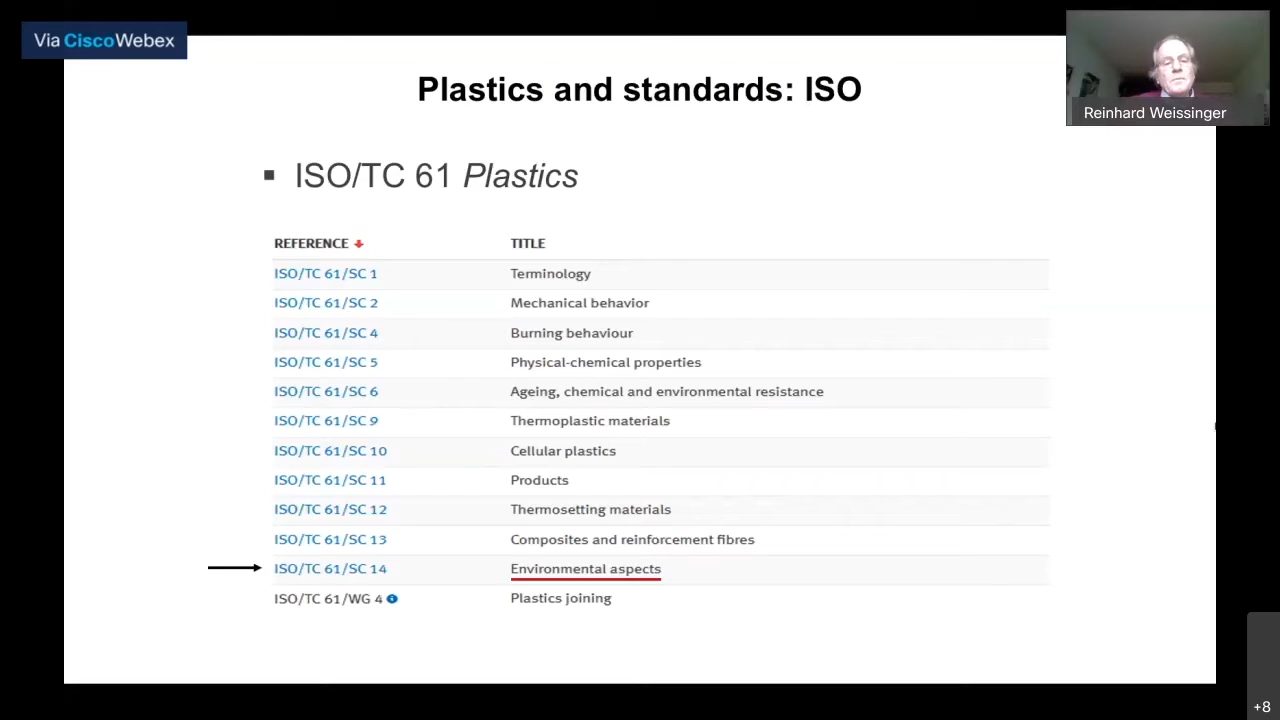 Via CiscoWebex
Plastics and standards: ISO
Reinhard Weissinger
▪ ISO/TC 61 Plastics
REFERENCE TITLE
ISO/TC 61/SC 1 Terminology
ISO/TC 61/SC 2 Mechanical behavior
ISO/TC 61/SC 4 Burning behaviour
ISO/TC 61/SC 5 Physical-chemical properties
ISO/TC 61/SC 6 Ageing, chemical and environmental resistance
ISO/TC 61/SC 9 Thermoplastic materials
ISO/TC 61/SC 10 Cellular plastics
ISO/TC 61/SC 11 Products
ISO/TC 61/SC 12 Thermosetting materials
ISO/TC 61/SC 13 Composites and reinforcement fibres
ISO/TC 61/SC 14 Environmental aspects
ISO/TC 61/WG 4 Plastics joining
+8